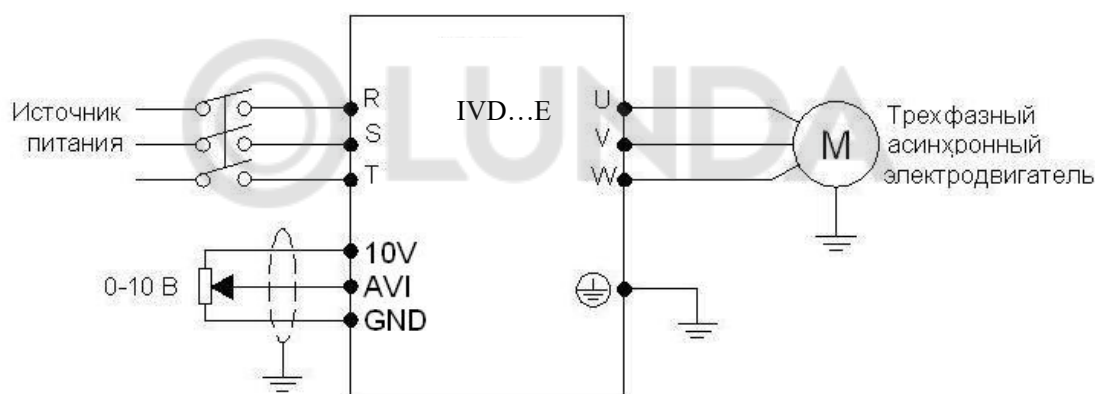 LUNDA
IVD...E
Источник
питания
R
S
T
U
V
W
M
Трехфазный
асинхронный
электродвигатель
0-10 В
10V
AVI
GND